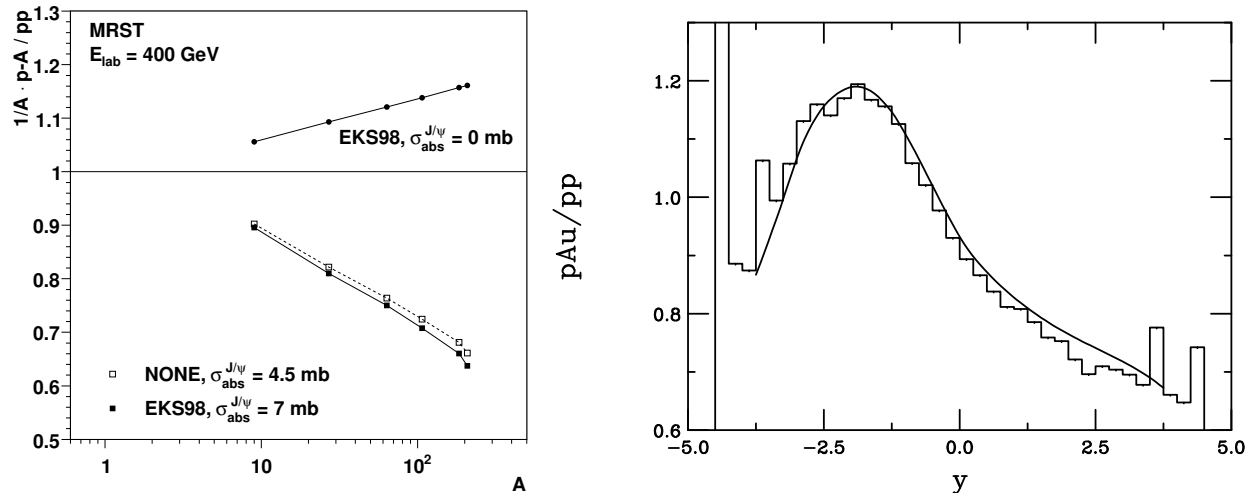 MRST
E_lab = 400 GeV
1/A · p-A / pp
1.3
1.2
1.1
1
0.9
0.8
0.7
0.6
0.5
EKS98, σ_abs^J/ψ = 0 mb
NONE, σ_abs^J/ψ = 4.5 mb
EKS98, σ_abs^J/ψ = 7 mb
1 10 10^2
A
pAu/pp
1.2
1.0
0.8
0.6
−5.0 −2.5 0.0 2.5 5.0
y